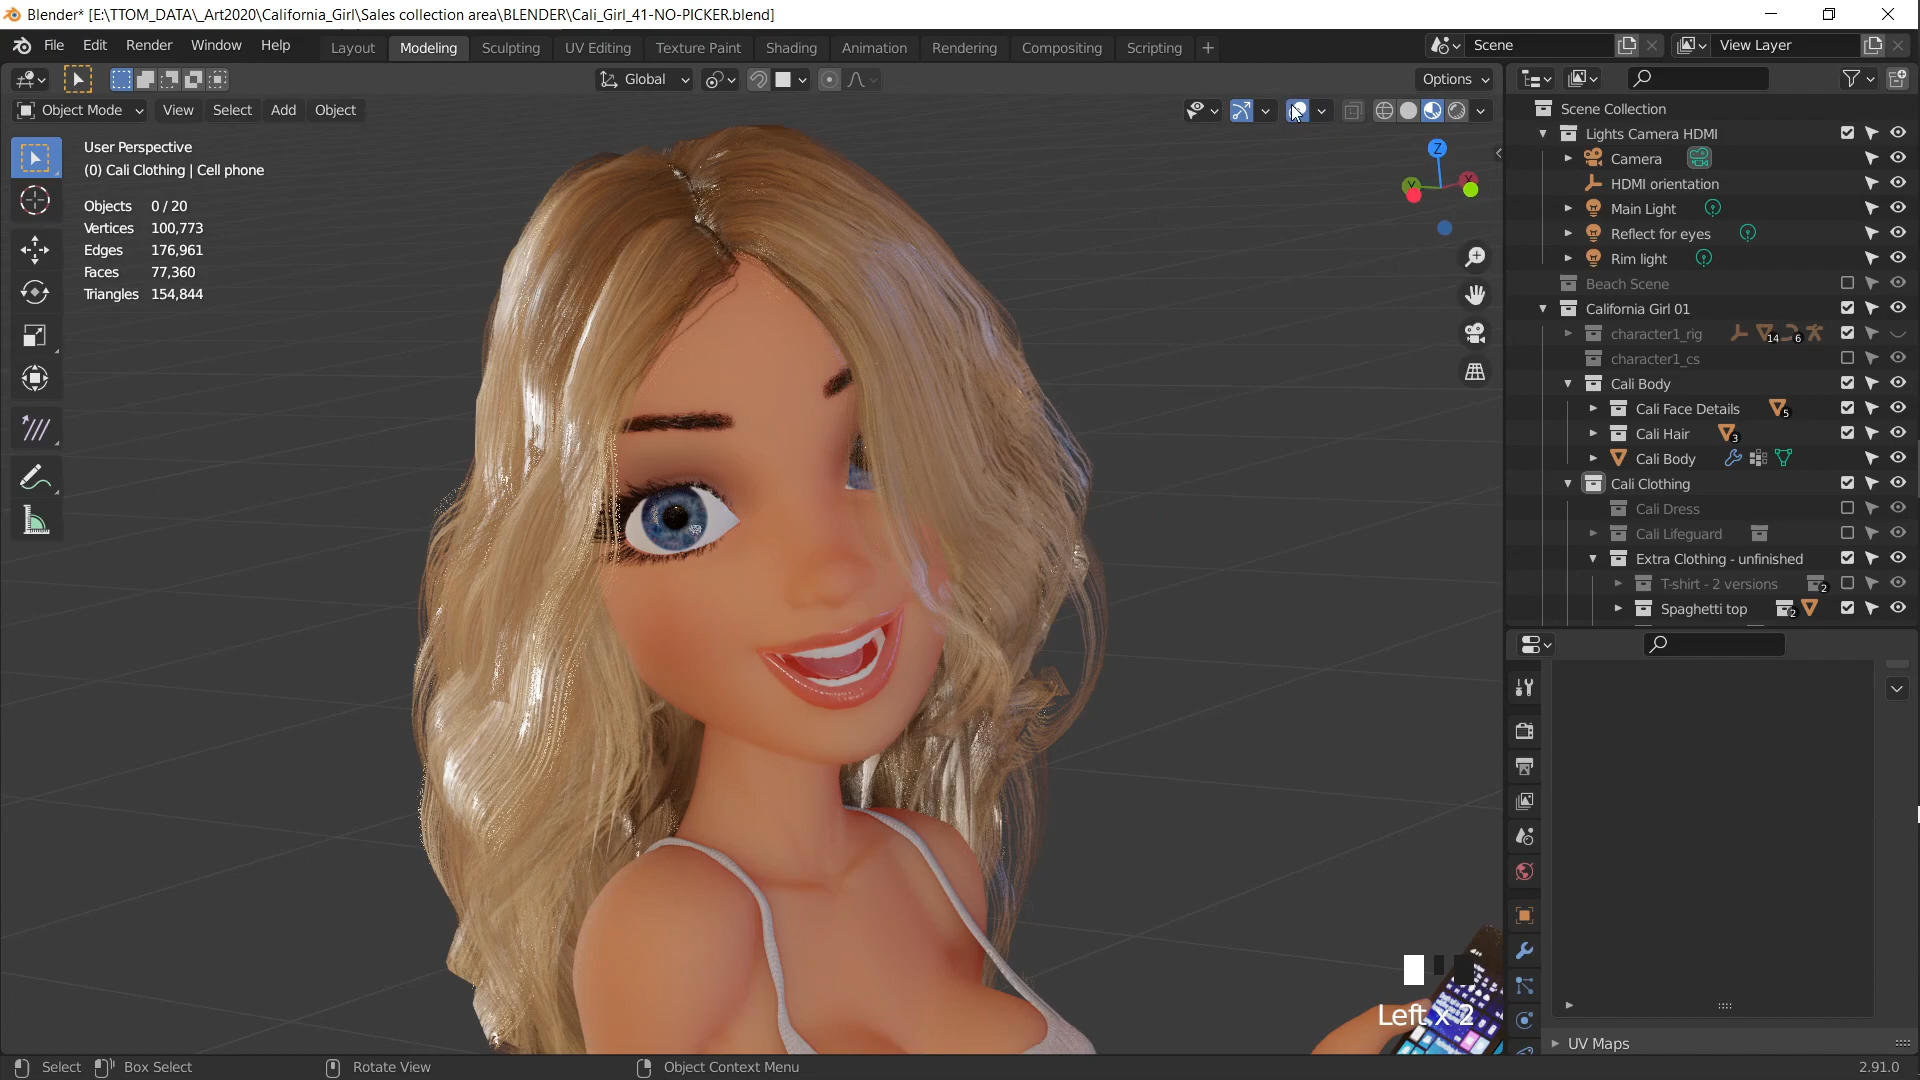 Blender* [E:\TTOM_DATA\_Art2020\California_Girl\Sales collection area\BLENDER\Cali_Girl_41-NO-PICKER.blend]
File Edit Render Window Help Layout Modeling Sculpting UV Editing Texture Paint Shading Animation Rendering Compositing Scripting + Scene View Layer
Global Options
Object Mode View Select Add Object
User Perspective
(0) Cali Clothing | Cell phone
Objects 0 / 20
Vertices 100,773
Edges 176,961
Faces 77,360
Triangles 154,844
Z
Y
X
Left x 2
Scene Collection
Lights Camera HDMI
Camera
HDMI orientation
Main Light
Reflect for eyes
Rim light
Beach Scene
California Girl 01
character1_rig 14 6
character1_cs
Cali Body
Cali Face Details 5
Cali Hair 3
Cali Body
Cali Clothing
Cali Dress
Cali Lifeguard
Extra Clothing - unfinished
T-shirt - 2 versions 2
Spaghetti top 2
UV Maps
Select Box Select Rotate View Object Context Menu 2.91.0